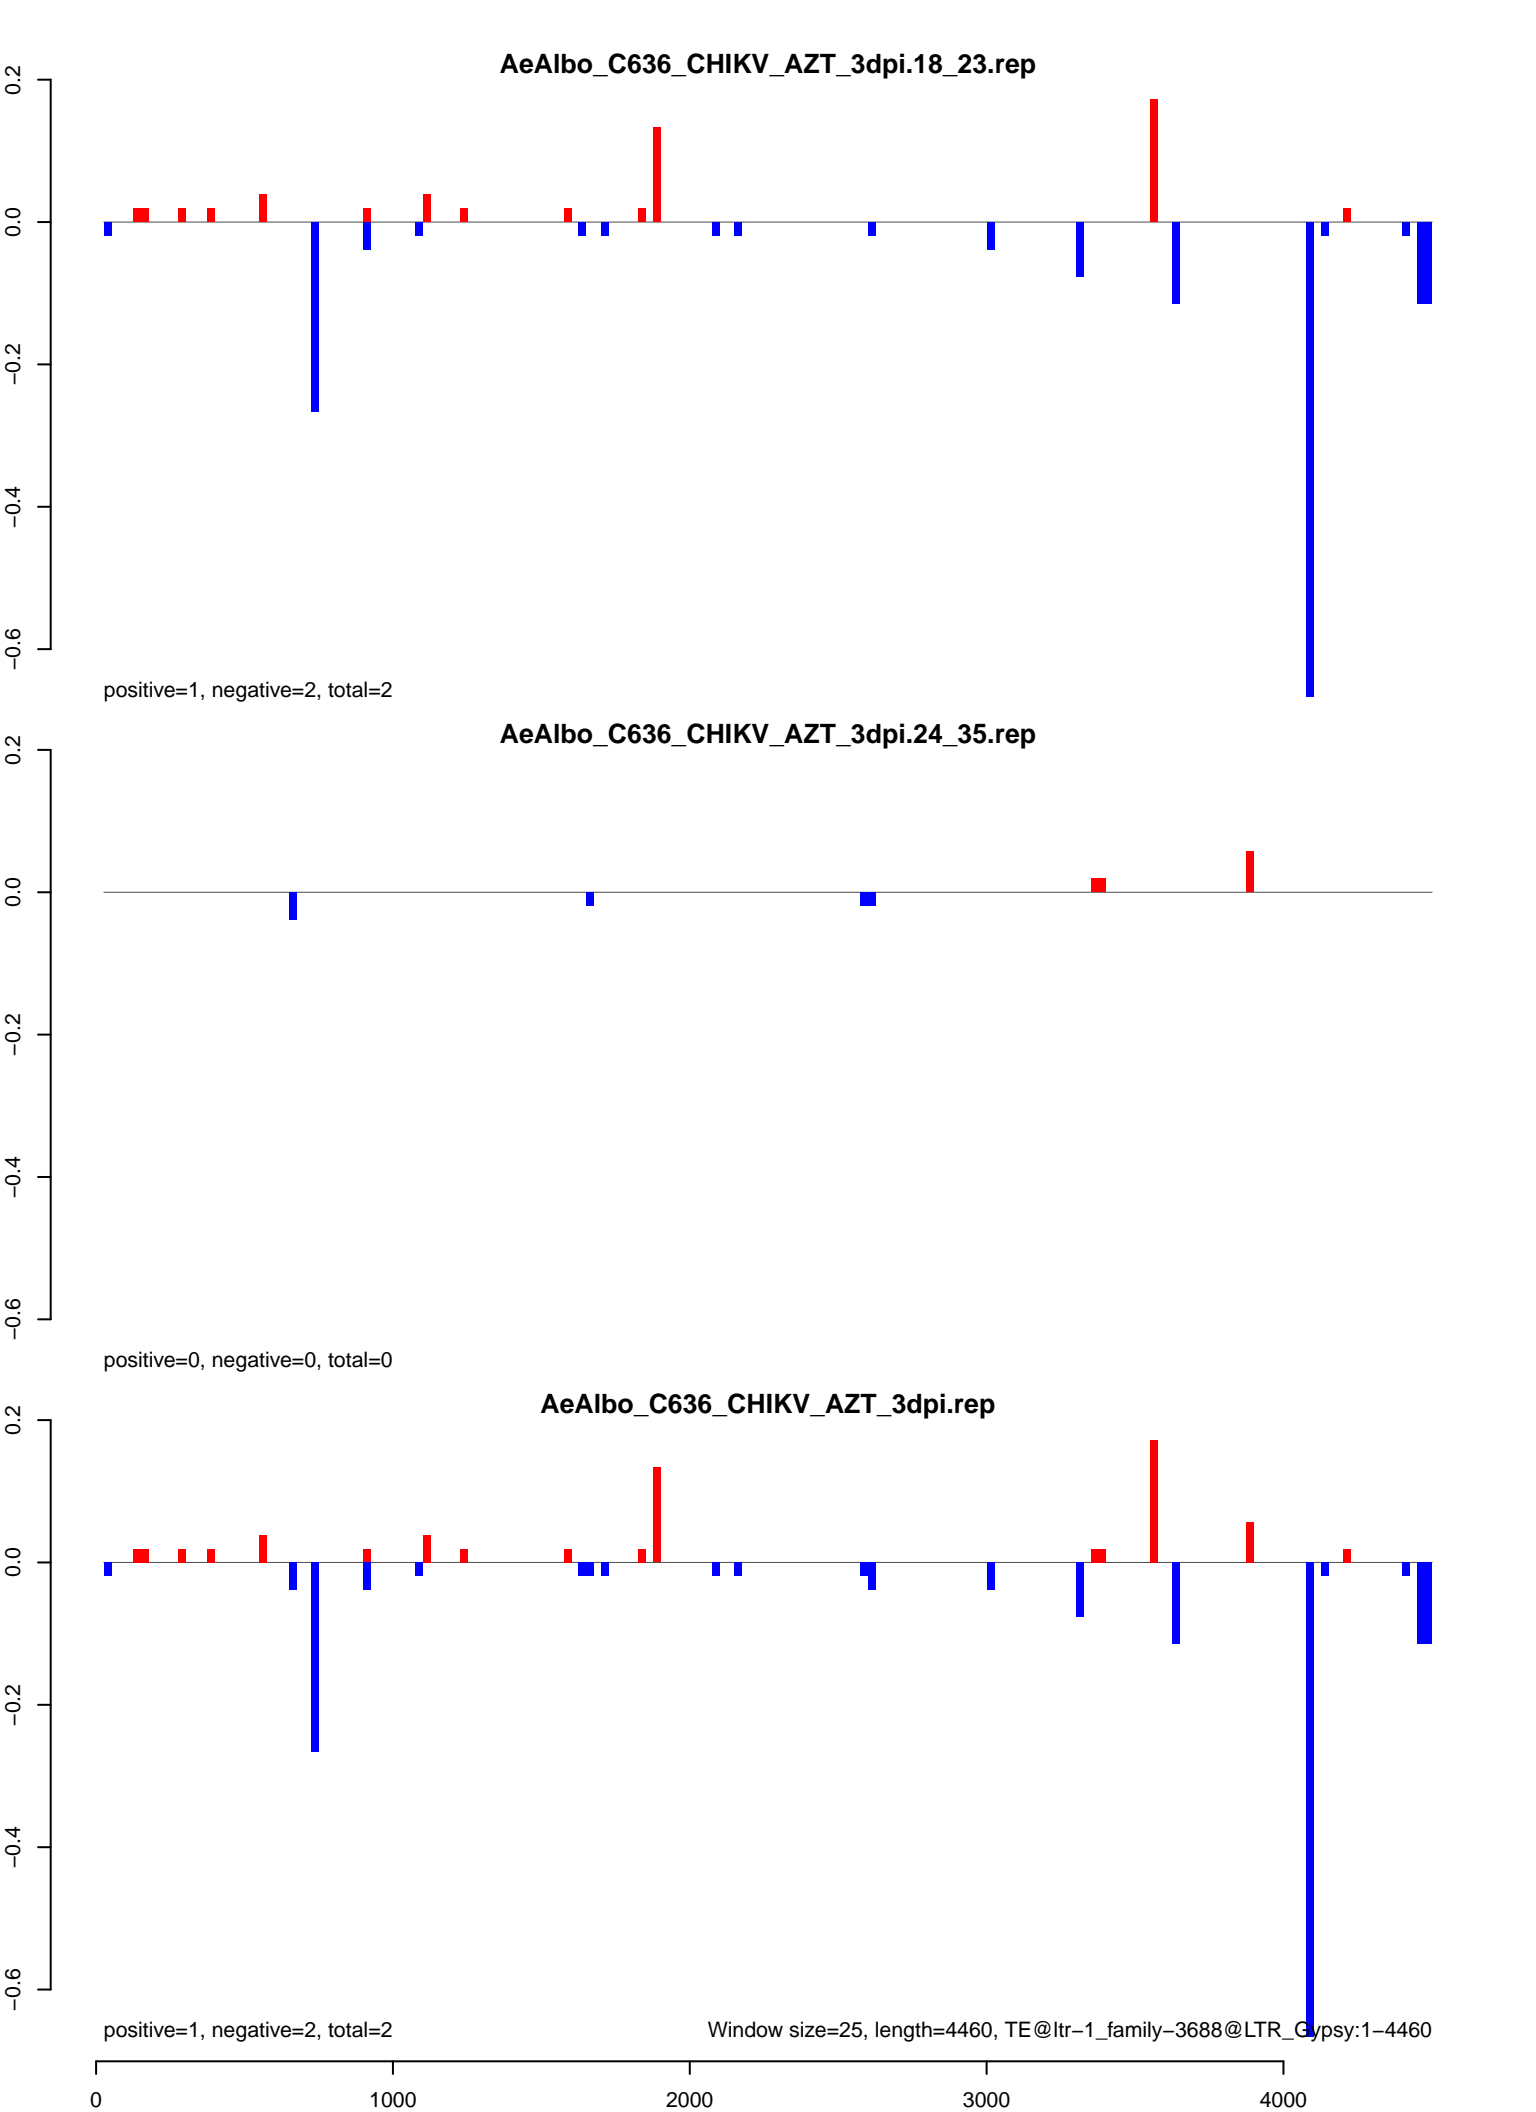 AeAlbo_C636_CHIKV_AZT_3dpi.18_23.rep
0.2
0.0
−0.2
−0.4
−0.6
positive=1, negative=2, total=2
AeAlbo_C636_CHIKV_AZT_3dpi.24_35.rep
0.2
0.0
−0.2
−0.4
−0.6
positive=0, negative=0, total=0
AeAlbo_C636_CHIKV_AZT_3dpi.rep
0.2
0.0
−0.2
−0.4
−0.6
positive=1, negative=2, total=2
Window size=25, length=4460, TE@ltr−1_family−3688@LTR_Gypsy:1−4460
0 1000 2000 3000 4000